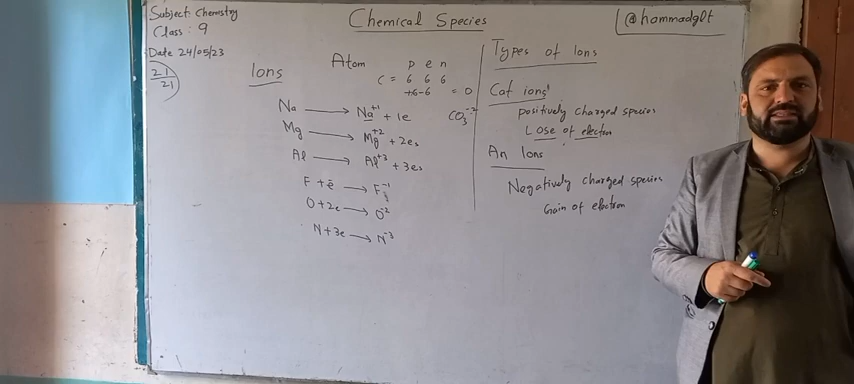 Subject: Chemistry
Class: 9
Date 24/05/23
21/21
Chemical Species
@hommadglt
Ions
Atom
p e n
C = 6 6 6
+6-6 = 0
CO₃⁻²
Na → Na⁺¹ + 1e
Mg → Mg⁺² + 2es
Al → Al⁺³ + 3es
F + ē → F⁻¹
O + 2e → O⁻²
N + 3e → N⁻³
Types of Ions
Cat ions
positively charged species
Lose of electron
An Ions
Negatively charged species
Gain of electron